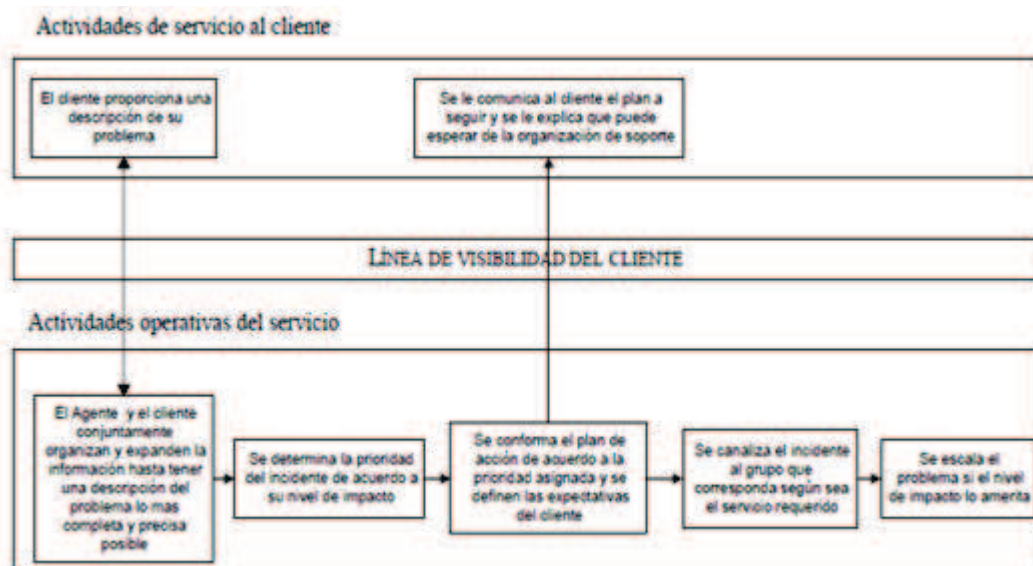 Actividades de servicio al cliente
El cliente proporciona una
descripción de su
problema
Se le comunica al cliente el plan a
seguir y se le explica que puede
esperar de la organización de soporte
LÍNEA DE VISIBILIDAD DEL CLIENTE
Actividades operativas del servicio
El Agente y el cliente
conjuntamente
organizan y expanden la
información hasta tener
una descripción del
problema lo mas
completa y precisa
posible
Se determina la prioridad
del incidente de acuerdo a
su nivel de impacto
Se conforma el plan de
acción de acuerdo a la
prioridad asignada y se
definen las expectativas
del cliente
Se canaliza el incidente
al grupo que
corresponda según sea
el servicio requerido
Se escala el
problema si el nivel
de impacto lo amerita